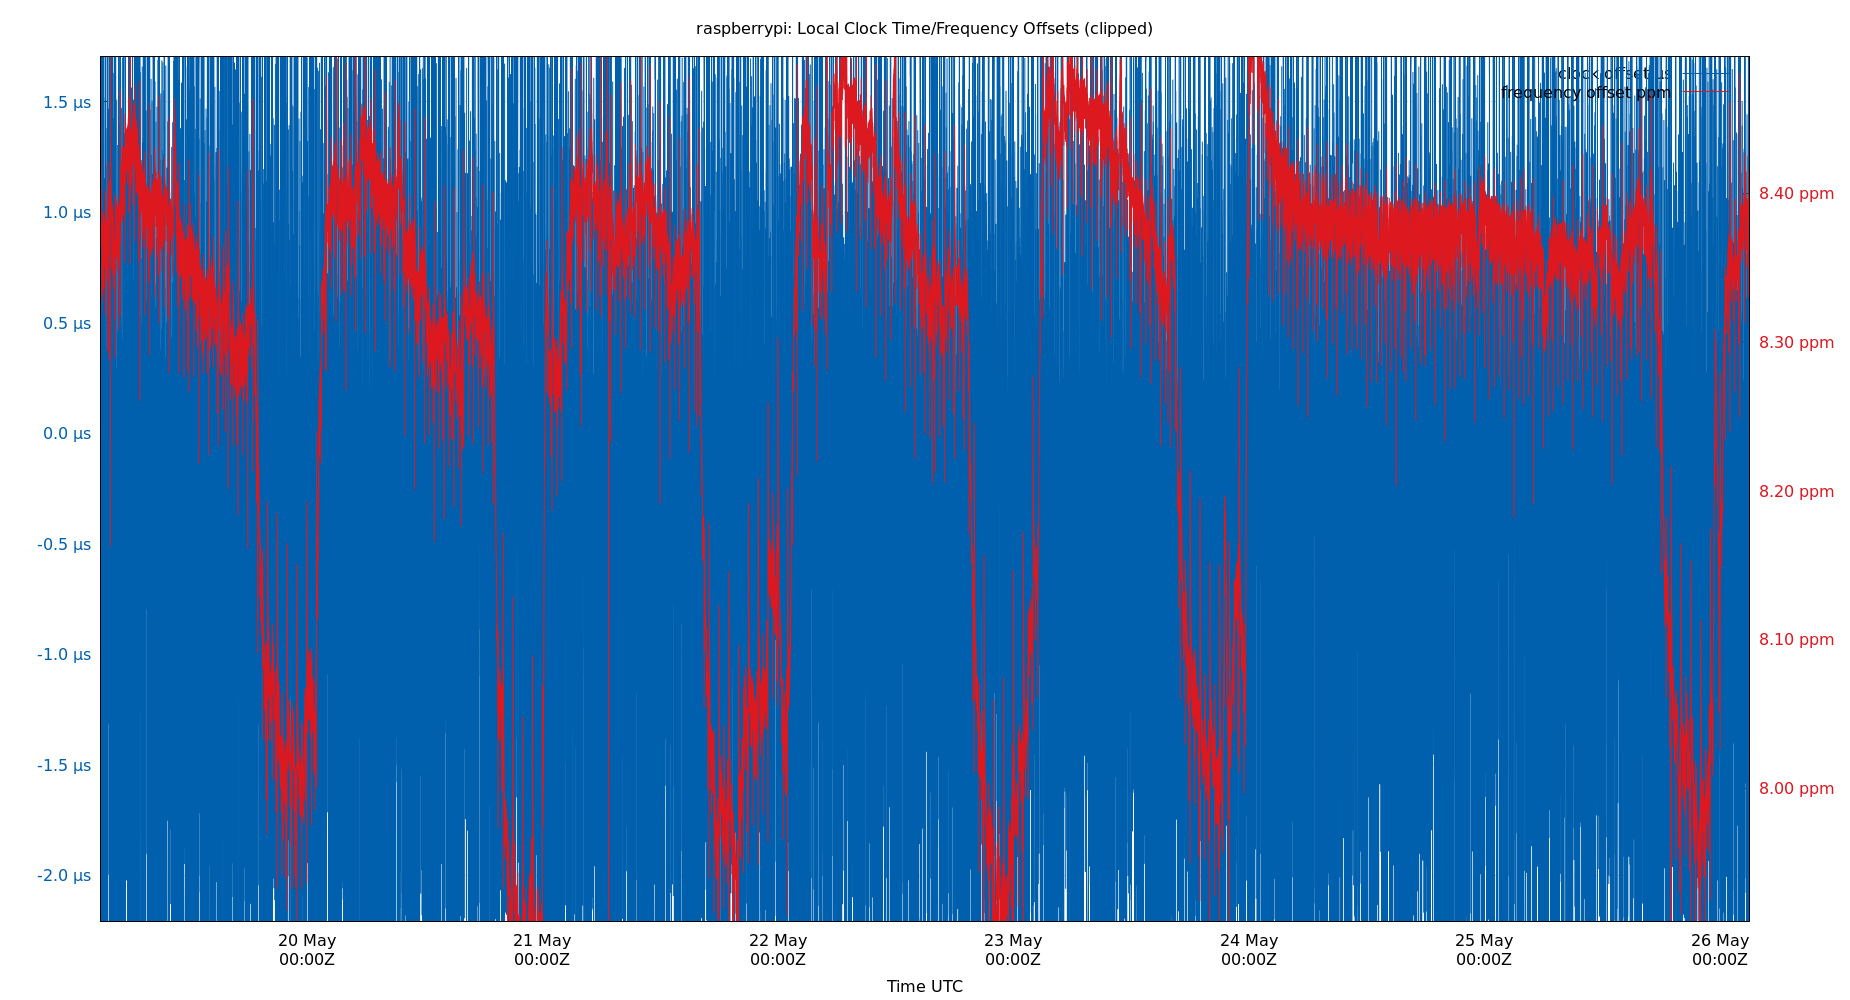 raspberrypi: Local Clock Time/Frequency Offsets (clipped)
clock offset µs
frequency offset ppm
1.5 µs
1.0 µs
0.5 µs
0.0 µs
-0.5 µs
-1.0 µs
-1.5 µs
-2.0 µs
8.40 ppm
8.30 ppm
8.20 ppm
8.10 ppm
8.00 ppm
20 May
00:00Z
21 May
00:00Z
22 May
00:00Z
23 May
00:00Z
24 May
00:00Z
25 May
00:00Z
26 May
00:00Z
Time UTC